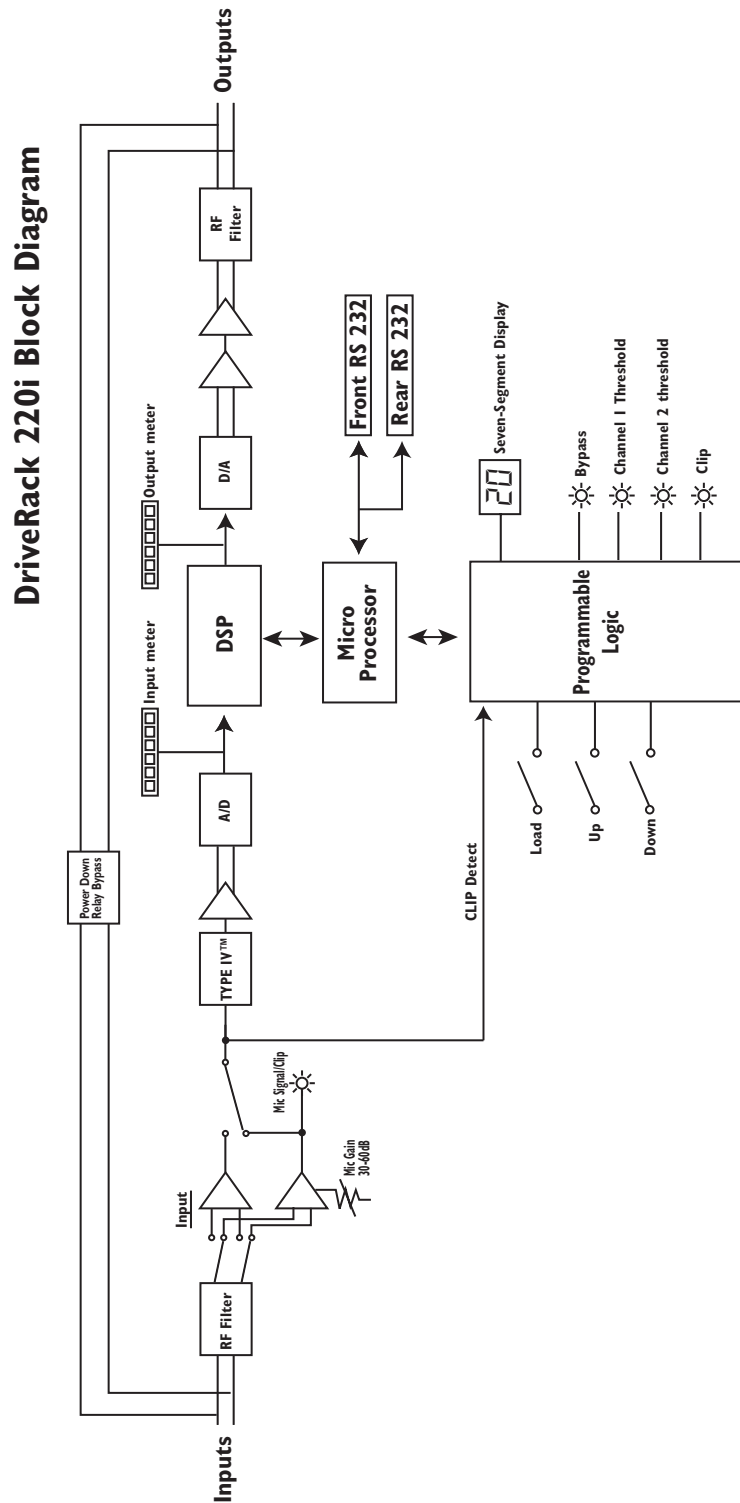 DriveRack 220i Block Diagram
Power Down
Relay Bypass
Inputs
RF Filter
Input
Mic Gain
30-60dB
Mic Signal/Clip
TYPE IV™
A/D
Input meter
DSP
Output meter
D/A
RF
Filter
Outputs
Micro
Processor
Front RS 232
Rear RS 232
CLIP Detect
Load
Up
Down
Programmable
Logic
20
Seven-Segment Display
Bypass
Channel 1 Threshold
Channel 2 threshold
Clip